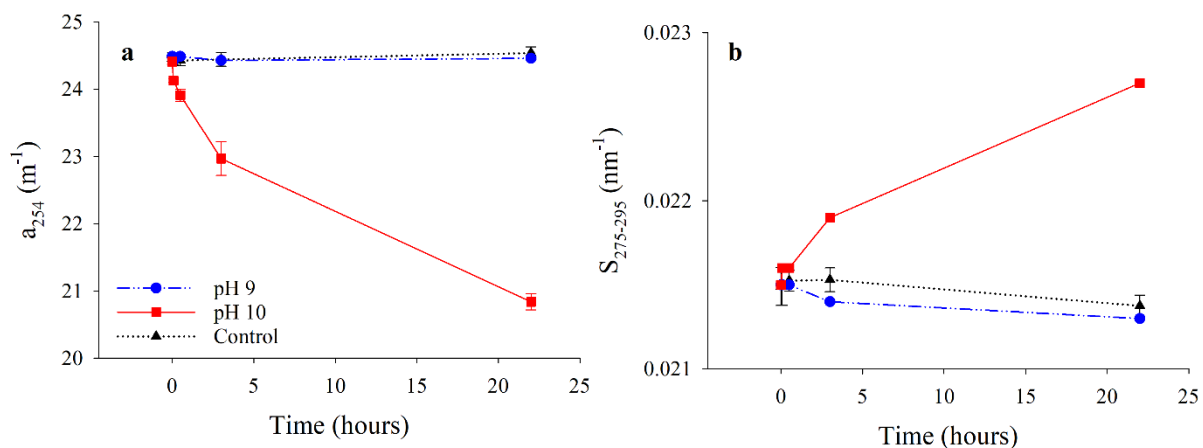 a
a254 (m-1)
25
24
23
22
21
20
pH 9
pH 10
Control
0 5 10 15 20 25
Time (hours)
b
S275-295 (nm-1)
0.023
0.022
0.021
0 5 10 15 20 25
Time (hours)